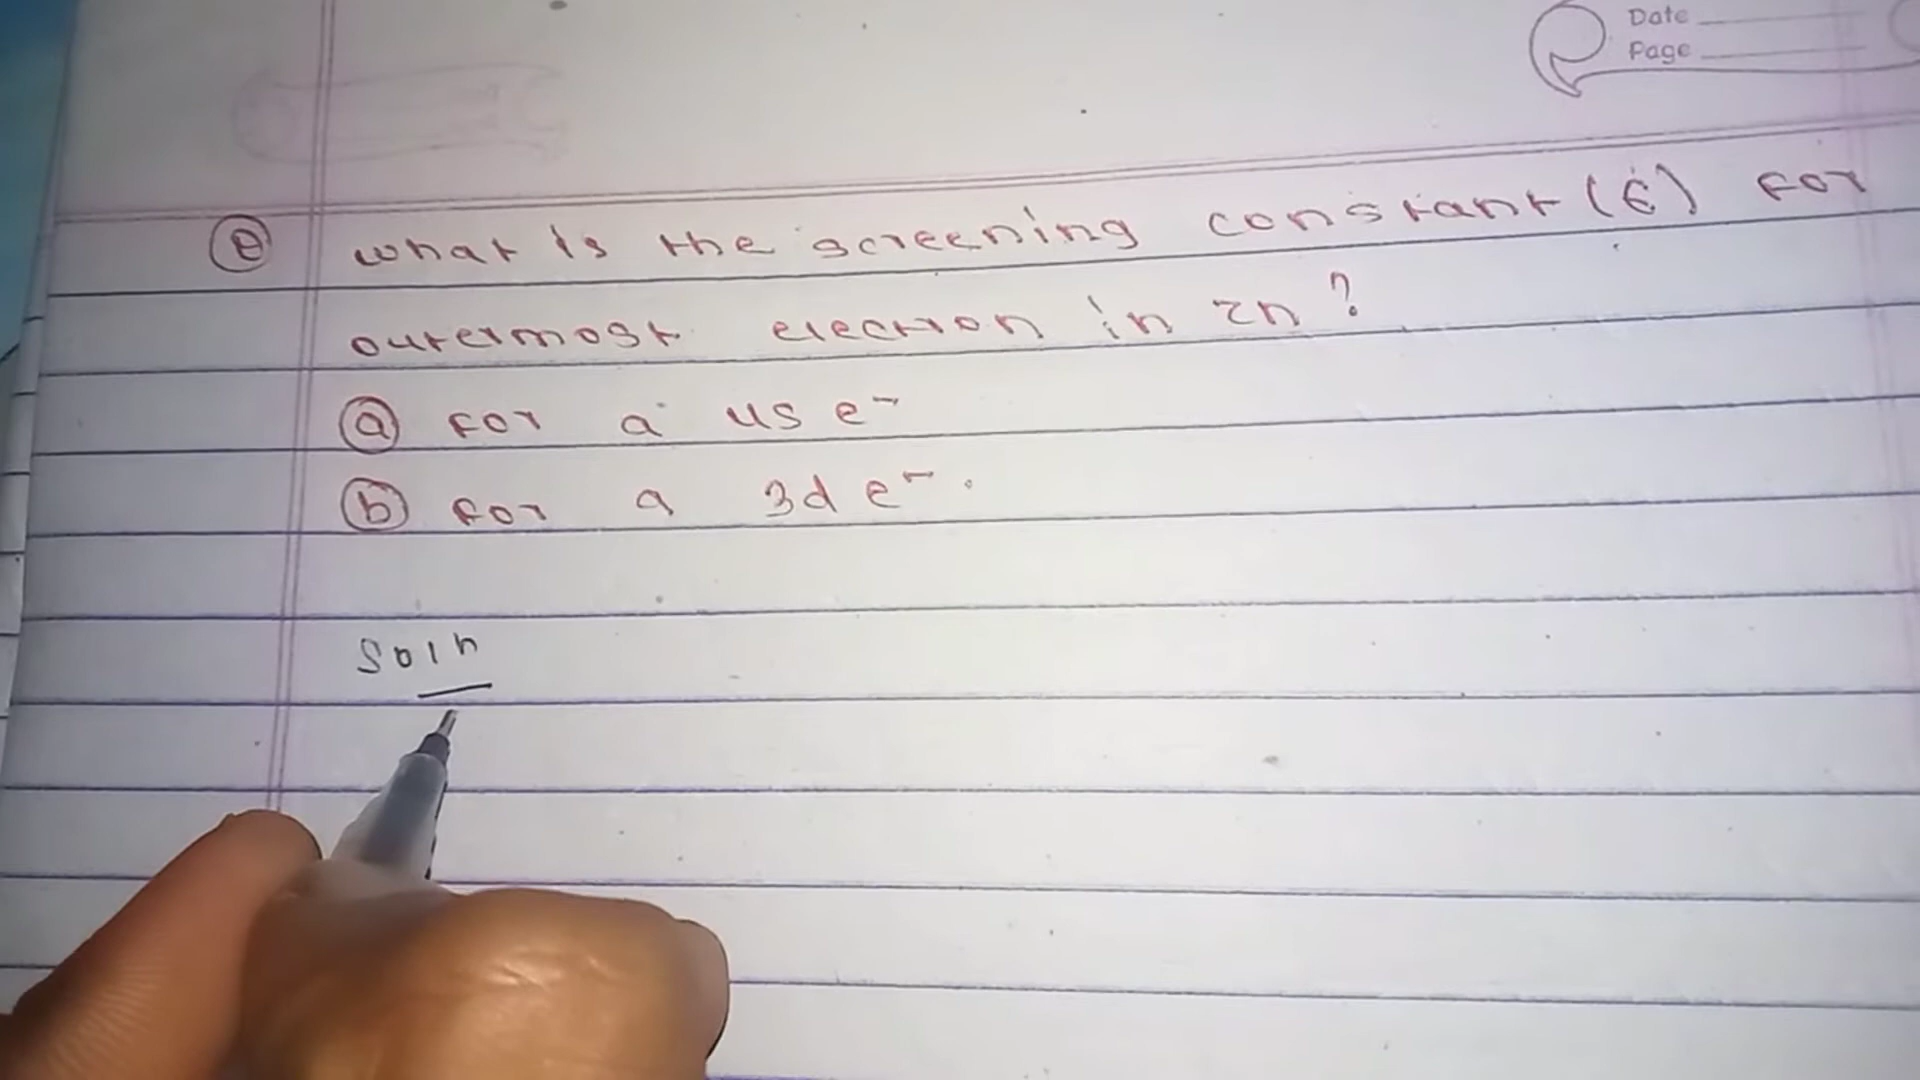 Date
Page
e what is the screening constant (Ꞓ) for
outermost electron in zn ?
a for a 4s e-
b for a 3d e-.
Soln